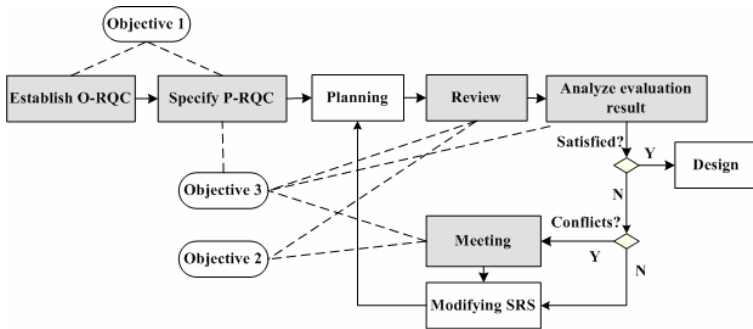 Objective 1
Establish O-RQC
Specify P-RQC
Planning
Review
Analyze evaluation
result
Satisfied?
Y
Design
N
Objective 3
Conflicts?
Objective 2
Meeting
Y
N
Modifying SRS